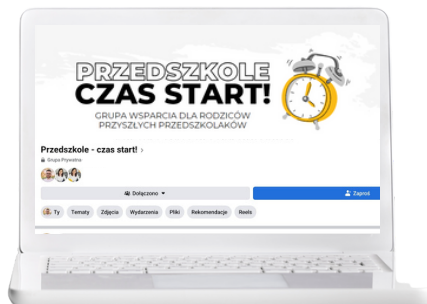 PRZEDSZKOLE
CZAS START!
GRUPA WSPARCIA DLA RODZICÓW
PRZYSZŁYCH PRZEDSZKOLAKÓW
Przedszkole - czas start! >
Grupa Prywatna
Dołączono
Zaproś
Ty Tematy Zdjęcia Wydarzenia Pliki Rekomendacje Reels